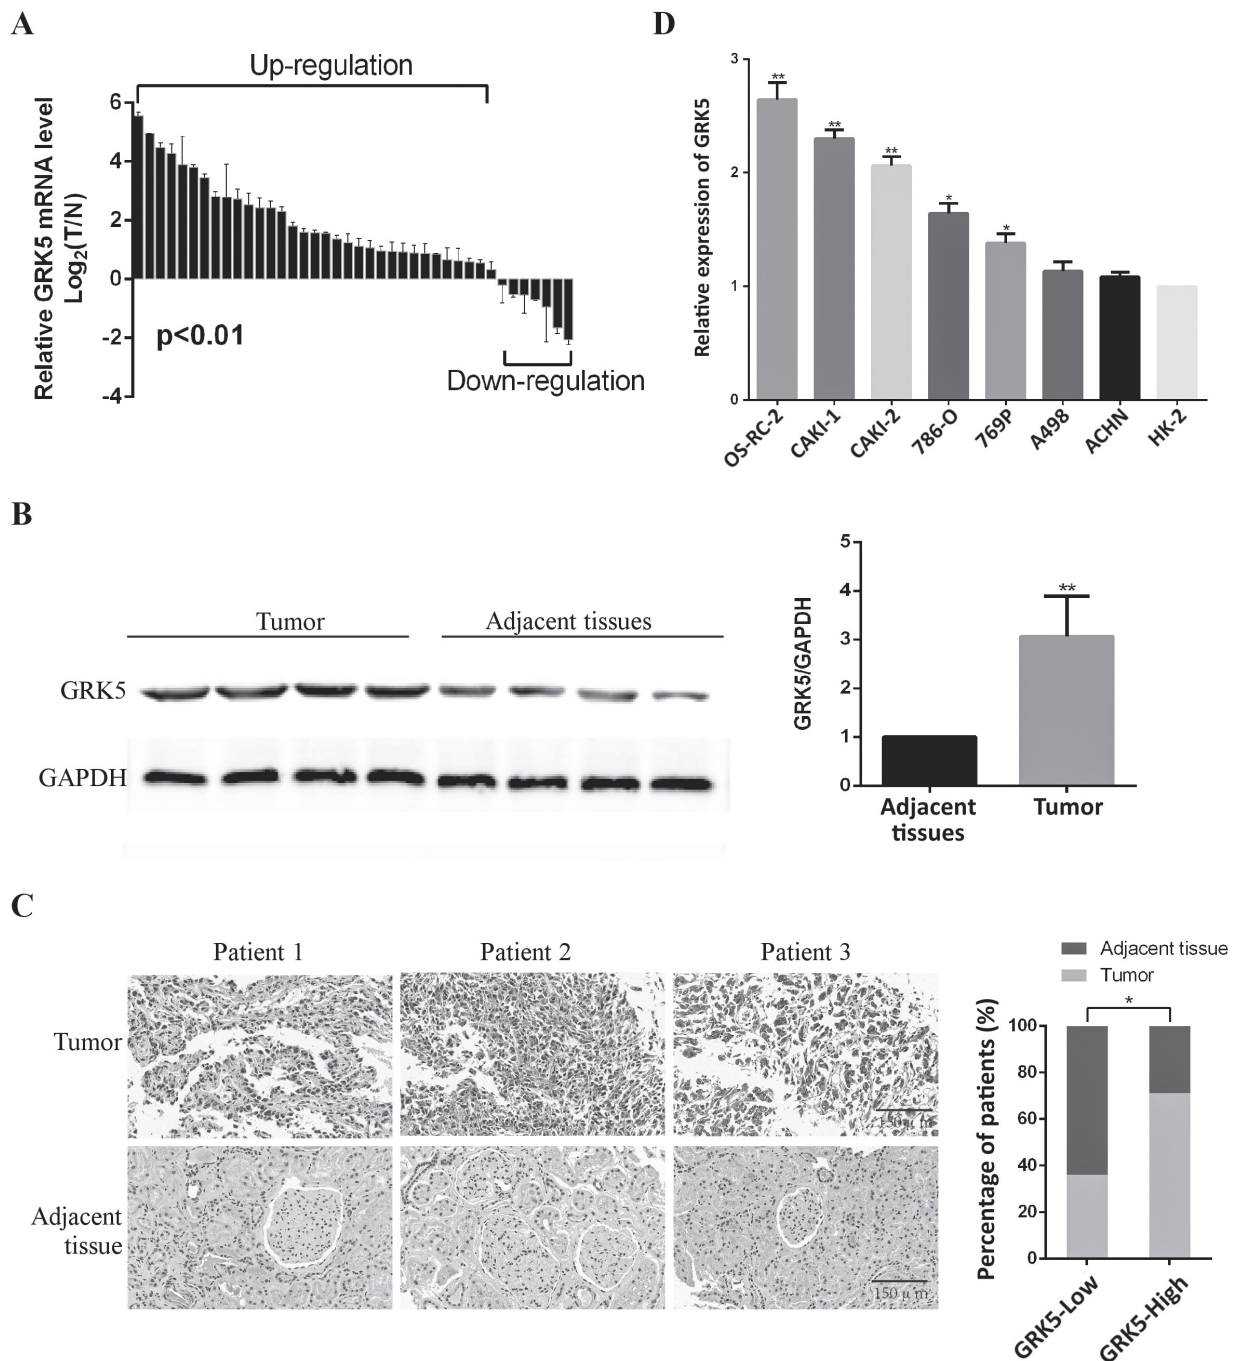 A
Up-regulation
Relative GRK5 mRNA level
Log2(T/N)
6
4
2
0
-2
-4
p<0.01
Down-regulation
D
Relative expression of GRK5
3
2
1
0
**
**
**
*
*
OS-RC-2
CAKI-1
CAKI-2
786-O
769P
A498
ACHN
HK-2
B
Tumor
Adjacent tissues
GRK5
GAPDH
GRK5/GAPDH
5
4
3
2
1
0
**
Adjacent
tissues
Tumor
C
Patient 1
Patient 2
Patient 3
Tumor
150 μ m
Adjacent
tissue
150 μ m
Adjacent tissue
Tumor
*
Percentage of patients (%)
100
80
60
40
20
0
GRK5-Low
GRK5-High